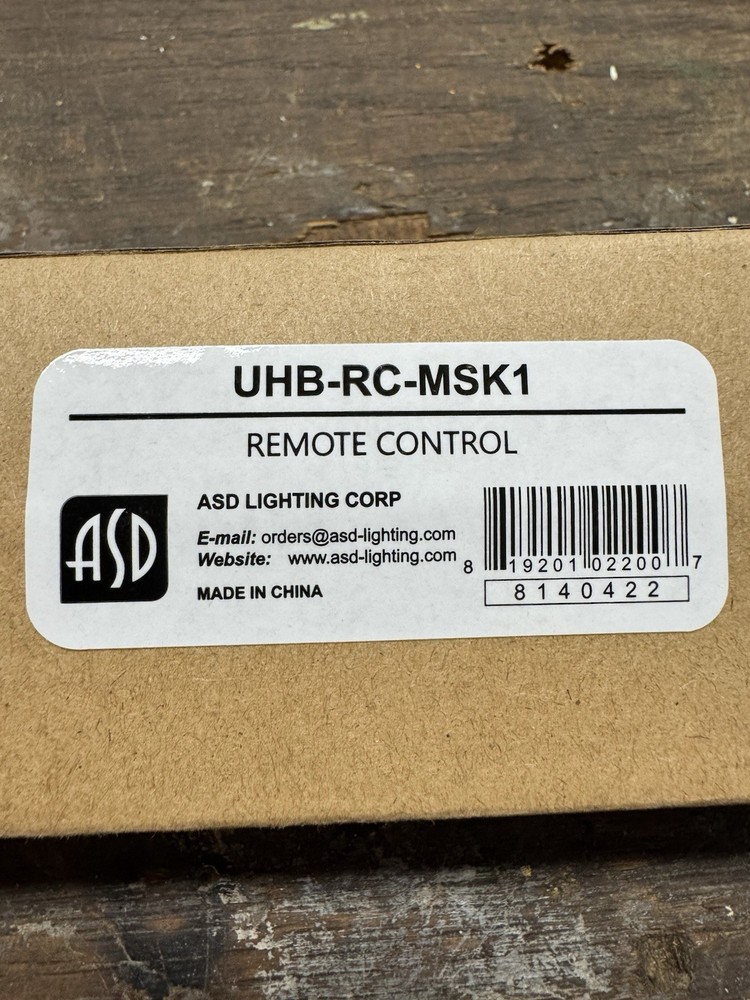 UHB-RC-MSK1
REMOTE CONTROL
ASD
ASD LIGHTING CORP
E-mail: orders@asd-lighting.com
Website: www.asd-lighting.com
MADE IN CHINA
8 19201 02200 7
8140422